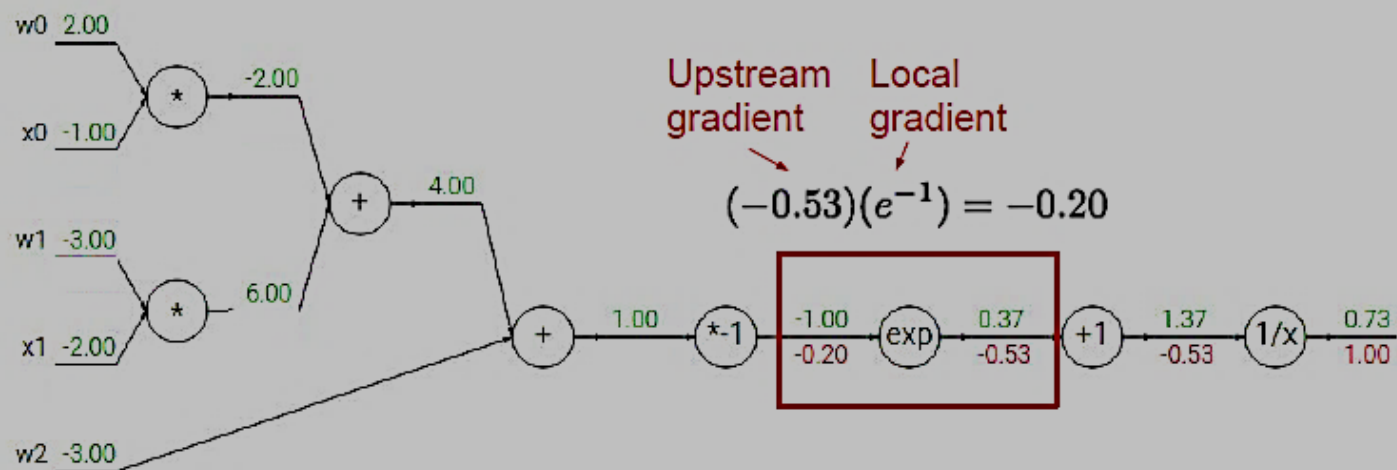 w0 2.00
*
-2.00
x0 -1.00
Upstream gradient
Local gradient
(−0.53)(e⁻¹) = −0.20
+
4.00
w1 -3.00
*
6.00
x1 -2.00
+
1.00
*-1
-1.00
-0.20
exp
0.37
-0.53
+1
1.37
-0.53
1/x
0.73
1.00
w2 -3.00